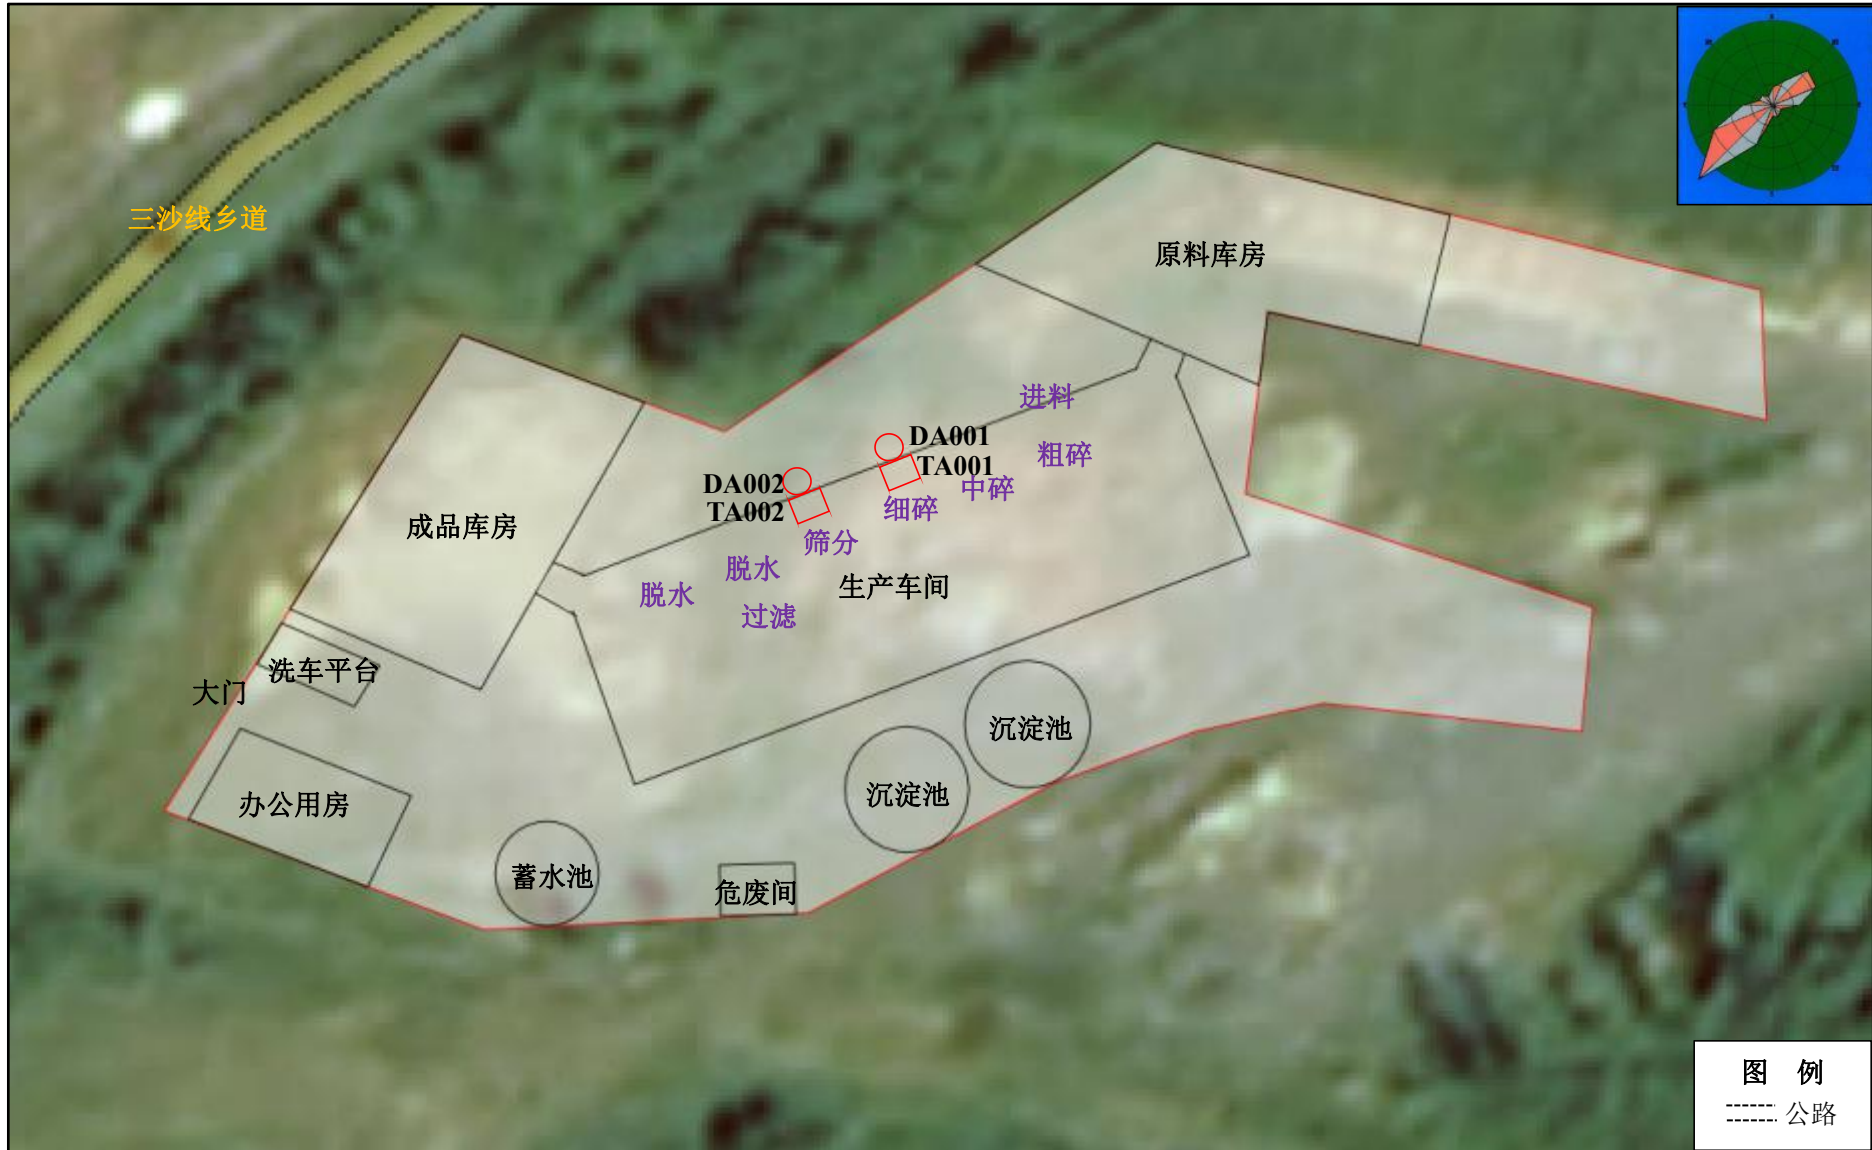 三沙线乡道
原料库房
进料
DA001
粗碎
TA001
DA002
中碎
TA002
细碎
成品库房
筛分
脱水
生产车间
脱水
过滤
洗车平台
大门
沉淀池
沉淀池
办公用房
蓄水池
危废间
图 例
公路